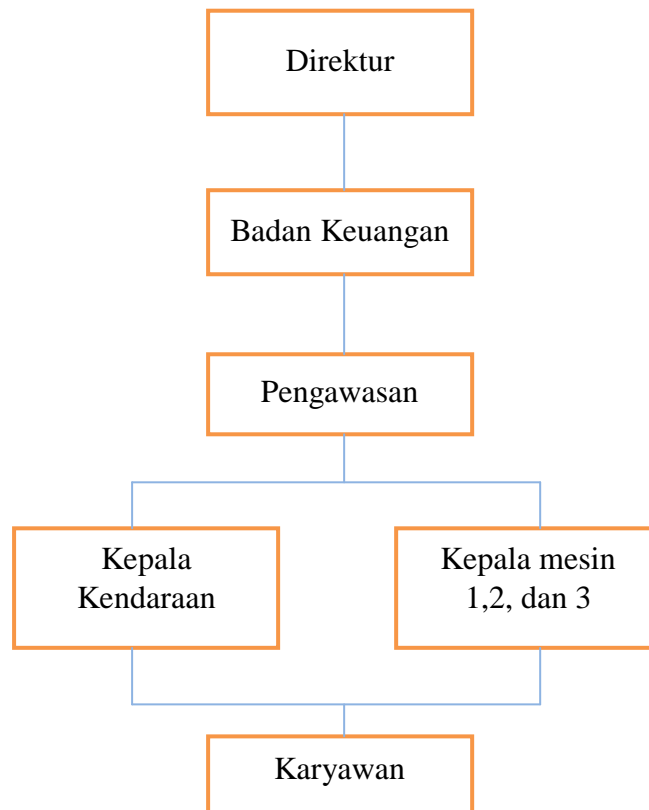 Direktur
Badan Keuangan
Pengawasan
Kepala
Kendaraan
Kepala mesin
1,2, dan 3
Karyawan